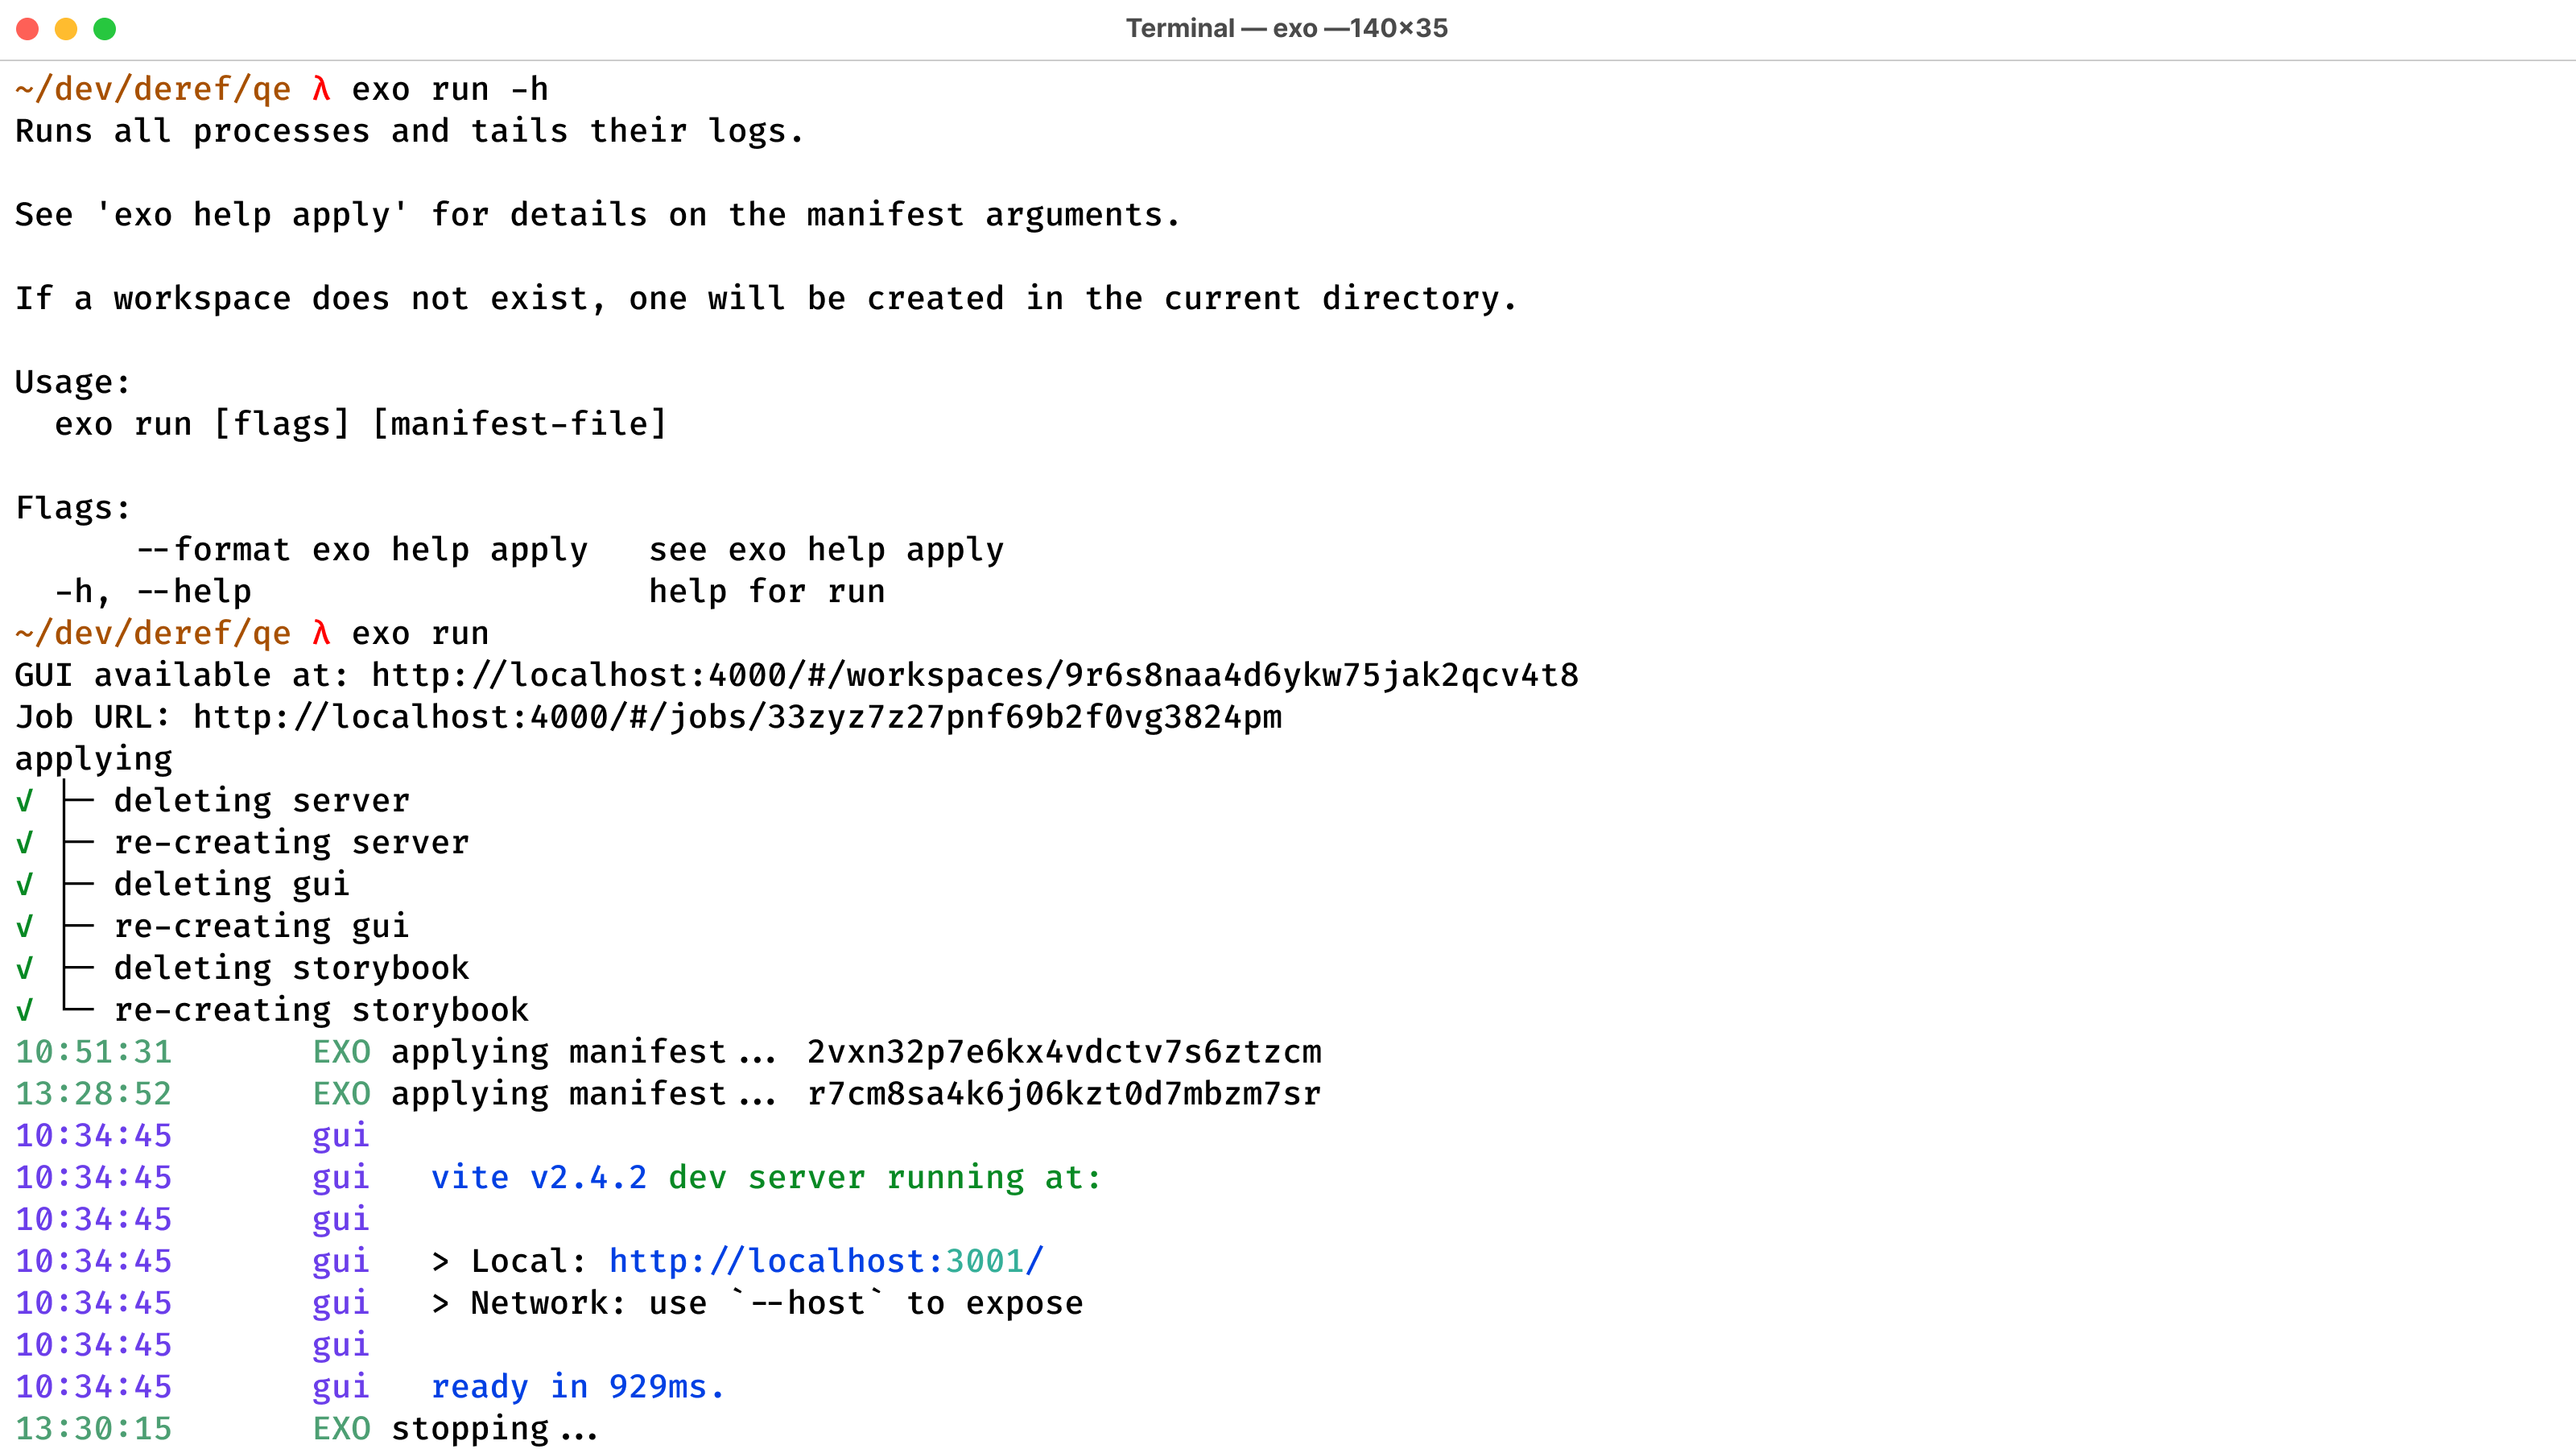 Terminal — exo —140×35
~/dev/deref/qe λ exo run -h
Runs all processes and tails their logs.
See 'exo help apply' for details on the manifest arguments.
If a workspace does not exist, one will be created in the current directory.
Usage:
  exo run [flags] [manifest-file]
Flags:
      --format exo help apply   see exo help apply
  -h, --help                    help for run
~/dev/deref/qe λ exo run
GUI available at: http://localhost:4000/#/workspaces/9r6s8naa4d6ykw75jak2qcv4t8
Job URL: http://localhost:4000/#/jobs/33zyz7z27pnf69b2f0vg3824pm
applying
√ ├─ deleting server
√ ├─ re-creating server
√ ├─ deleting gui
√ ├─ re-creating gui
√ ├─ deleting storybook
√ └─ re-creating storybook
10:51:31       EXO applying manifest... 2vxn32p7e6kx4vdctv7s6ztzcm
13:28:52       EXO applying manifest... r7cm8sa4k6j06kzt0d7mbzm7sr
10:34:45       gui
10:34:45       gui   vite v2.4.2 dev server running at:
10:34:45       gui
10:34:45       gui   > Local: http://localhost:3001/
10:34:45       gui   > Network: use `--host` to expose
10:34:45       gui
10:34:45       gui   ready in 929ms.
13:30:15       EXO stopping...